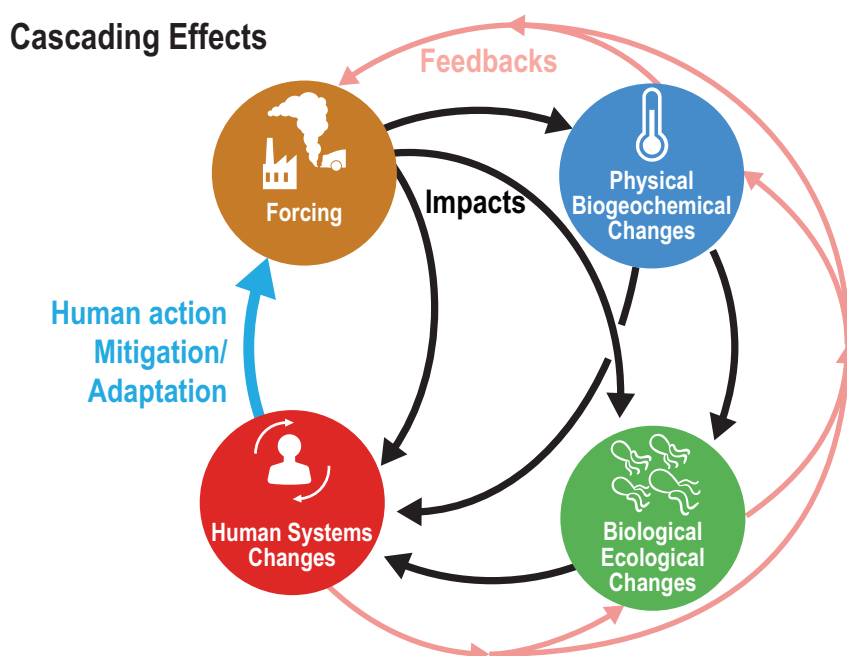 Cascading Effects
Feedbacks
Forcing
Physical
Biogeochemical
Changes
Impacts
Human action
Mitigation/
Adaptation
Human Systems
Changes
Biological
Ecological
Changes